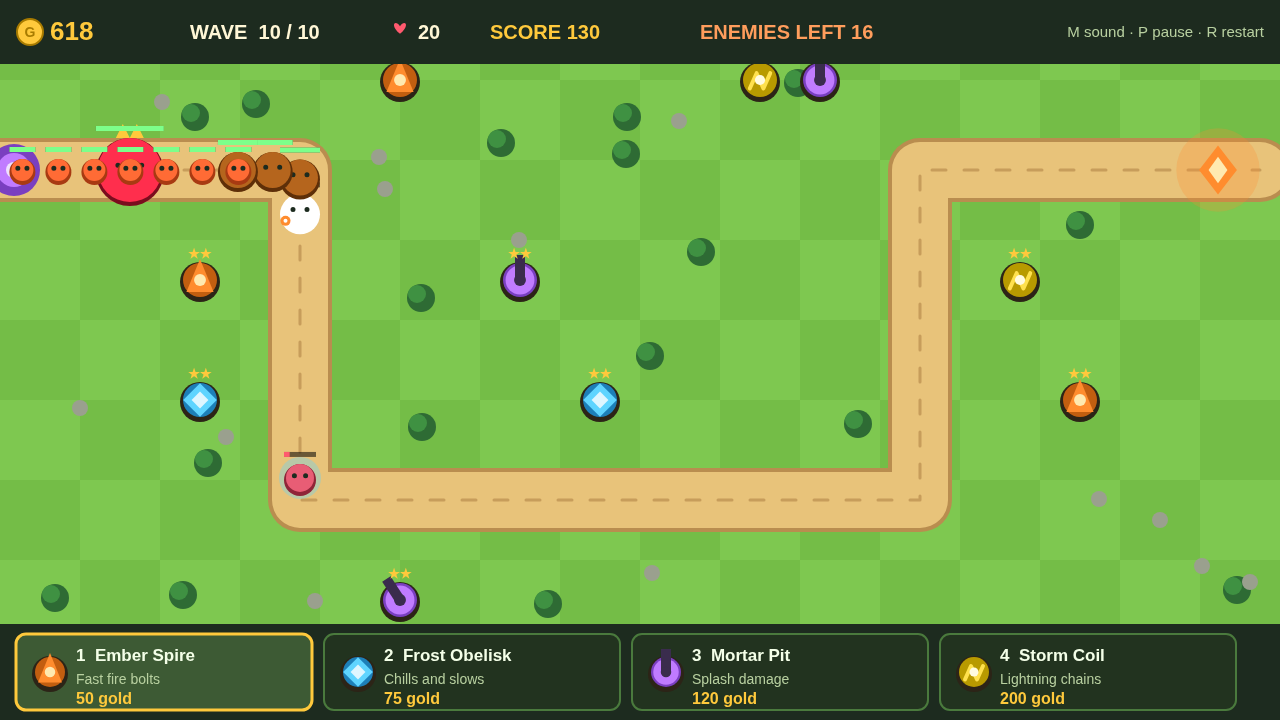 G 618 WAVE 10 / 10 20 SCORE 130 ENEMIES LEFT 16 M sound · P pause · R restart
1 Ember Spire
Fast fire bolts
50 gold
2 Frost Obelisk
Chills and slows
75 gold
3 Mortar Pit
Splash damage
120 gold
4 Storm Coil
Lightning chains
200 gold